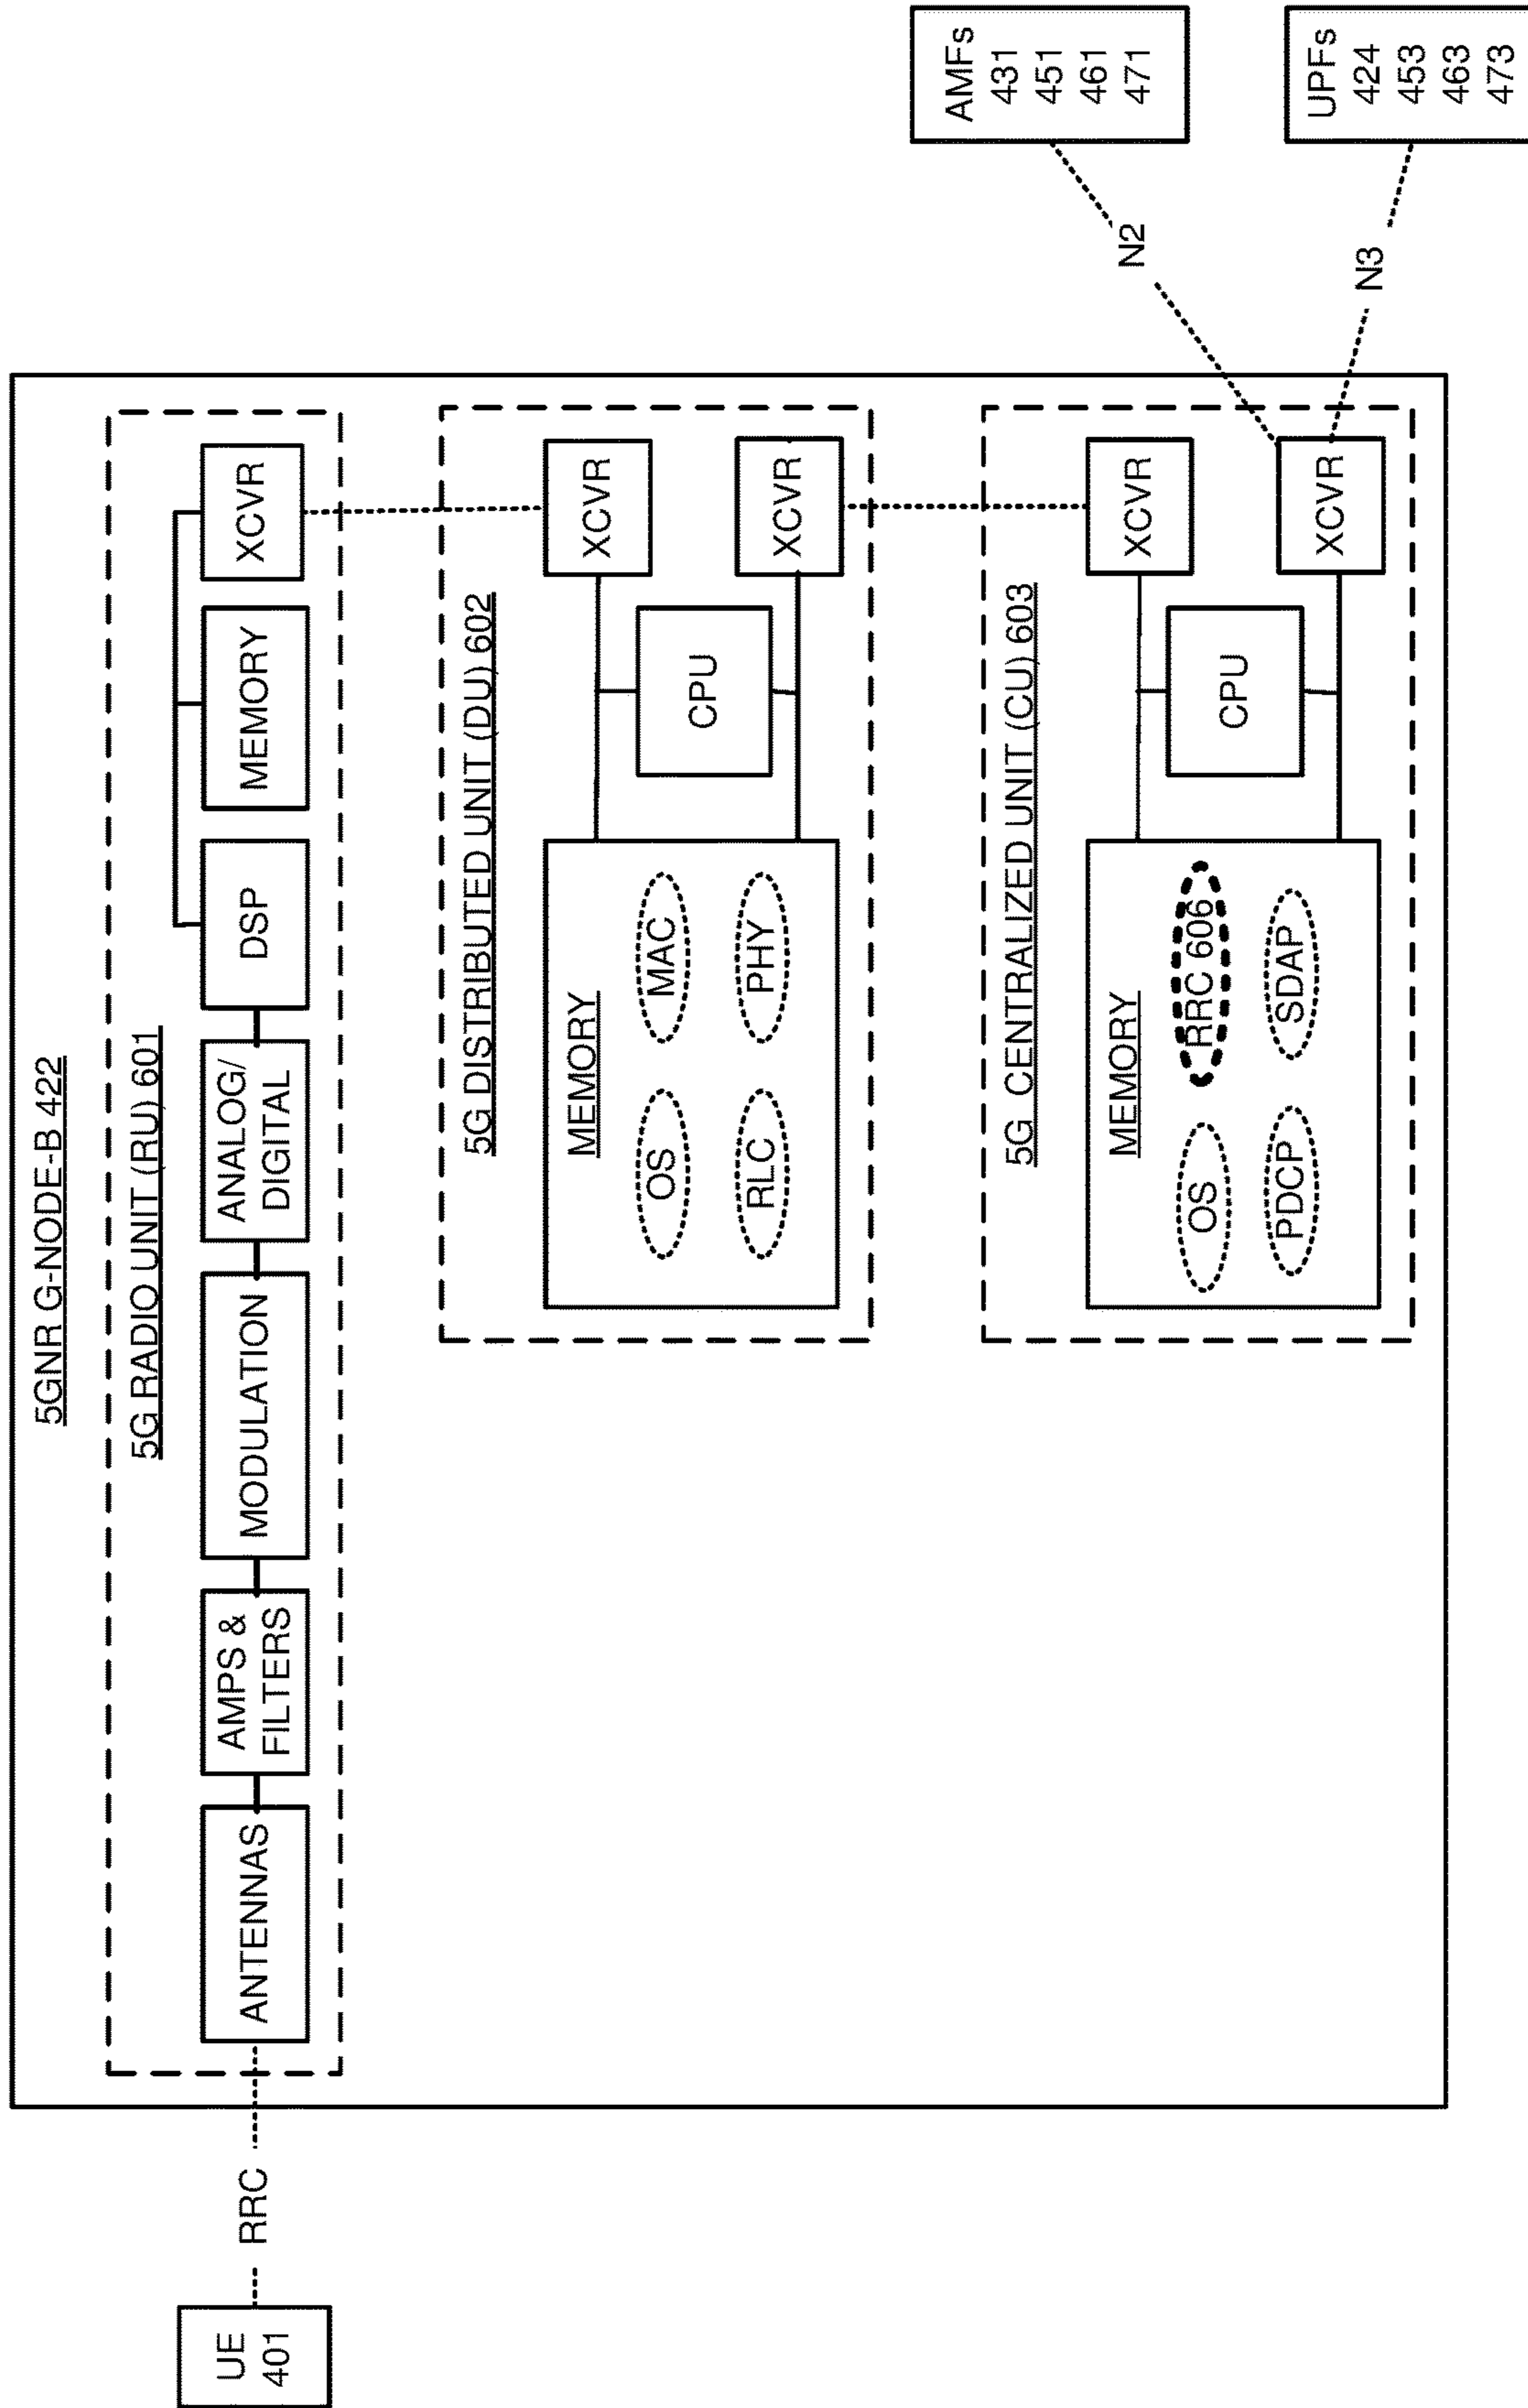 5GNR G-NODE-B 422
5G RADIO UNIT (RU) 601
UE
401
RRC
ANTENNAS
AMPS &
FILTERS
MODULATION
ANALOG/
DIGITAL
DSP
MEMORY
XCVR
5G DISTRIBUTED UNIT (DU) 602
MEMORY
OS
MAC
RLC
PHY
CPU
XCVR
XCVR
5G CENTRALIZED UNIT (CU) 603
MEMORY
OS
RRC 606
PDCP
SDAP
CPU
XCVR
XCVR
N2
N3
AMFs
431
451
461
471
UPFs
424
453
463
473